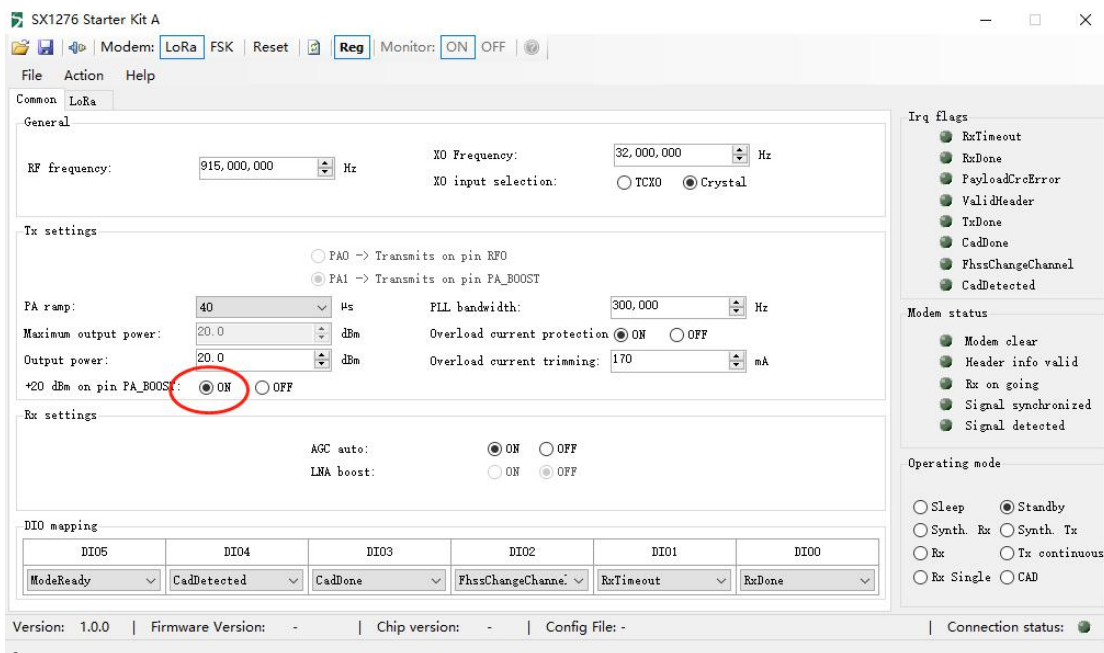 SX1276 Starter Kit A
Modem: LoRa FSK Reset Reg Monitor: ON OFF
File Action Help
Common LoRa
General
RF frequency: 915,000,000 Hz
XO Frequency: 32,000,000 Hz
XO input selection: TCXO Crystal
Tx settings
PA0 -> Transmits on pin RFO
PA1 -> Transmits on pin PA_BOOST
PA ramp: 40 µs
PLL bandwidth: 300,000 Hz
Maximum output power: 20.0 dBm
Overload current protection ON OFF
Output power: 20.0 dBm
Overload current trimming: 170 mA
+20 dBm on pin PA_BOOST: ON OFF
Rx settings
AGC auto: ON OFF
LNA boost: ON OFF
DIO mapping
DIO5 DIO4 DIO3 DIO2 DIO1 DIO0
ModeReady CadDetected CadDone FhssChangeChannel RxTimeout RxDone
Irq flags
RxTimeout
RxDone
PayloadCrcError
ValidHeader
TxDone
CadDone
FhssChangeChannel
CadDetected
Modem status
Modem clear
Header info valid
Rx on going
Signal synchronized
Signal detected
Operating mode
Sleep Standby
Synth. Rx Synth. Tx
Rx Tx continuous
Rx Single CAD
Version: 1.0.0 | Firmware Version: - | Chip version: - | Config File: - | Connection status: